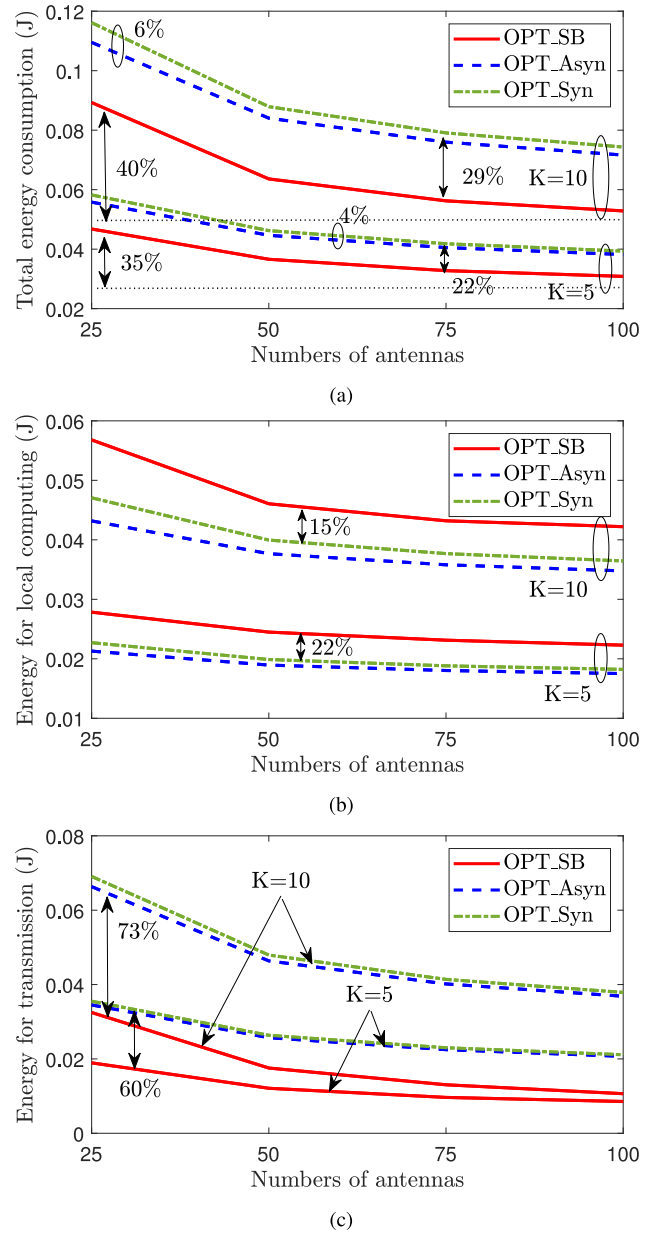 Total energy consumption (J)
0.12
0.1
0.08
0.06
0.04
0.02
6%
OPT_SB
OPT_Asyn
OPT_Syn
40%
29%
K=10
4%
35%
22%
K=5
25
50
75
100
Numbers of antennas
(a)
Energy for local computing (J)
0.06
0.05
0.04
0.03
0.02
0.01
OPT_SB
OPT_Asyn
OPT_Syn
15%
K=10
22%
K=5
25
50
75
100
Numbers of antennas
(b)
Energy for transmission (J)
0.08
0.06
0.04
0.02
0
OPT_SB
OPT_Asyn
OPT_Syn
K=10
73%
K=5
60%
25
50
75
100
Numbers of antennas
(c)